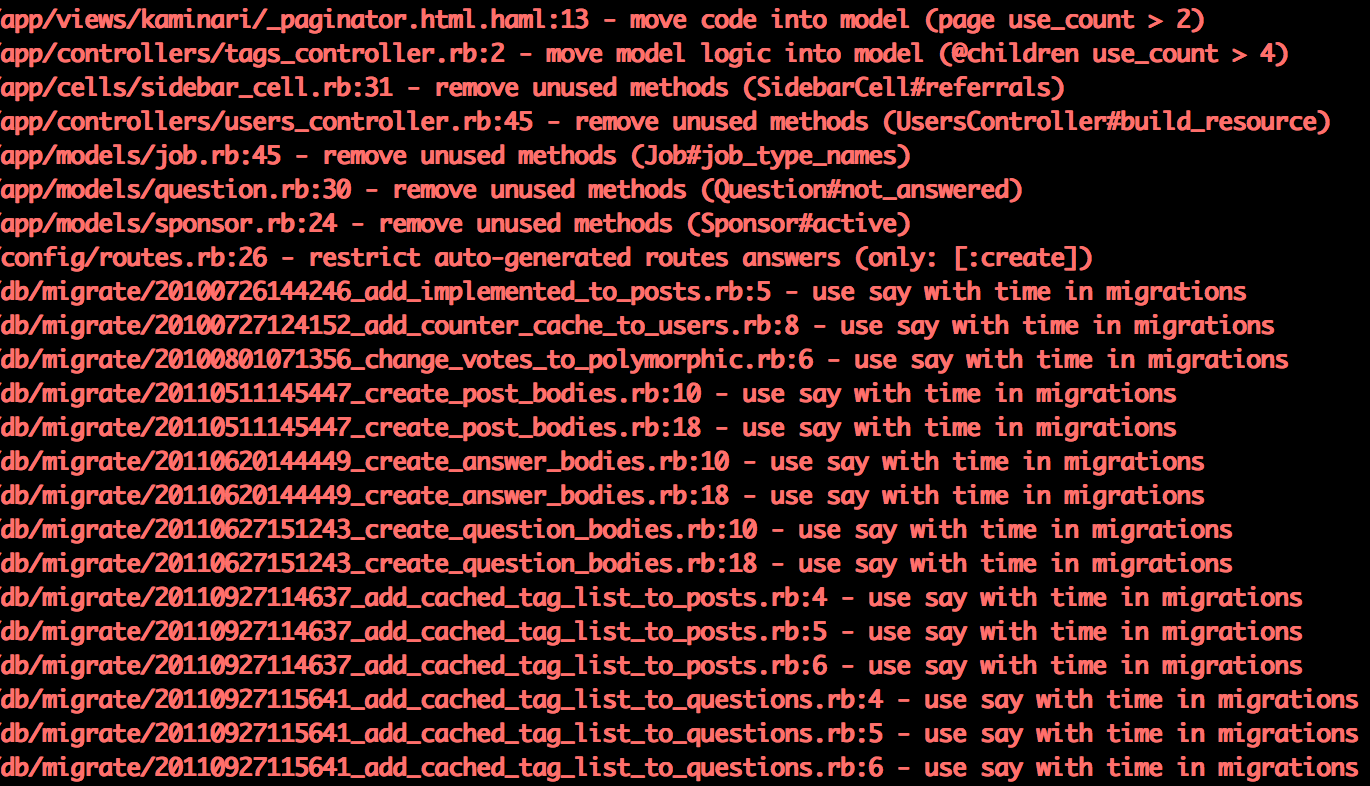 /app/views/kaminari/_paginator.html.haml:13 - move code into model (page use_count > 2)
/app/controllers/tags_controller.rb:2 - move model logic into model (@children use_count > 4)
/app/cells/sidebar_cell.rb:31 - remove unused methods (SidebarCell#referrals)
/app/controllers/users_controller.rb:45 - remove unused methods (UsersController#build_resource)
/app/models/job.rb:45 - remove unused methods (Job#job_type_names)
/app/models/question.rb:30 - remove unused methods (Question#not_answered)
/app/models/sponsor.rb:24 - remove unused methods (Sponsor#active)
/config/routes.rb:26 - restrict auto-generated routes answers (only: [:create])
/db/migrate/20100726144246_add_implemented_to_posts.rb:5 - use say with time in migrations
/db/migrate/20100727124152_add_counter_cache_to_users.rb:8 - use say with time in migrations
/db/migrate/20100801071356_change_votes_to_polymorphic.rb:6 - use say with time in migrations
/db/migrate/20110511145447_create_post_bodies.rb:10 - use say with time in migrations
/db/migrate/20110511145447_create_post_bodies.rb:18 - use say with time in migrations
/db/migrate/20110620144449_create_answer_bodies.rb:10 - use say with time in migrations
/db/migrate/20110620144449_create_answer_bodies.rb:18 - use say with time in migrations
/db/migrate/20110627151243_create_question_bodies.rb:10 - use say with time in migrations
/db/migrate/20110627151243_create_question_bodies.rb:18 - use say with time in migrations
/db/migrate/20110927114637_add_cached_tag_list_to_posts.rb:4 - use say with time in migrations
/db/migrate/20110927114637_add_cached_tag_list_to_posts.rb:5 - use say with time in migrations
/db/migrate/20110927114637_add_cached_tag_list_to_posts.rb:6 - use say with time in migrations
/db/migrate/20110927115641_add_cached_tag_list_to_questions.rb:4 - use say with time in migrations
/db/migrate/20110927115641_add_cached_tag_list_to_questions.rb:5 - use say with time in migrations
/db/migrate/20110927115641_add_cached_tag_list_to_questions.rb:6 - use say with time in migrations